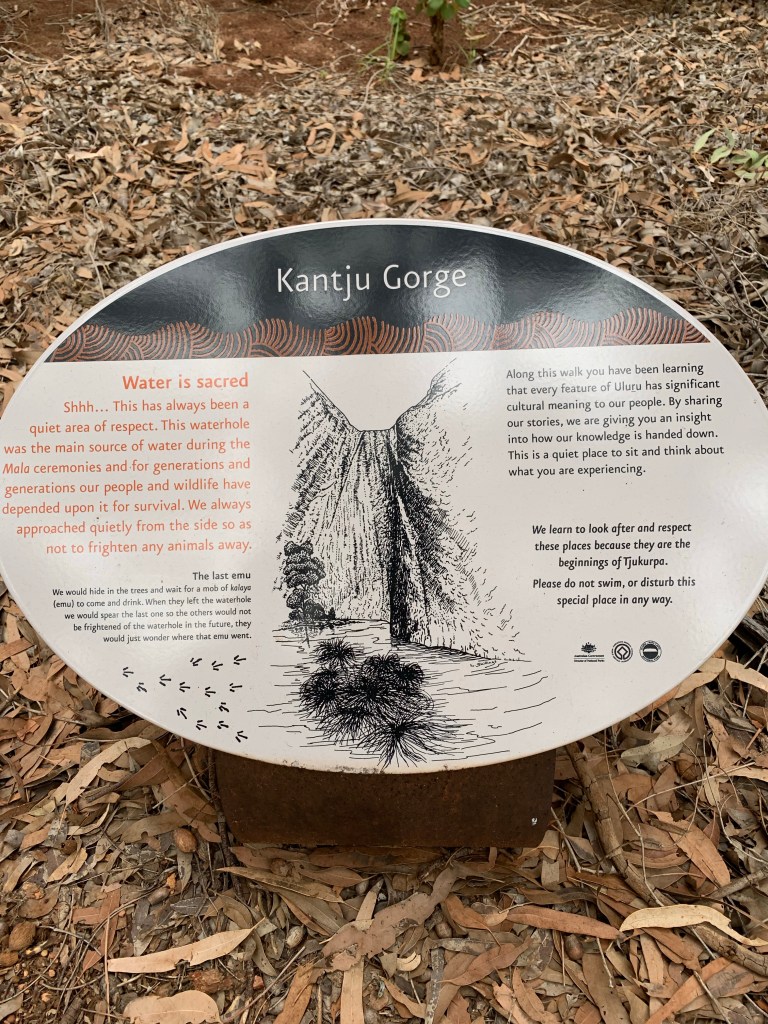 Kantju Gorge
Water is sacred
Shhh... This has always been a
quiet area of respect. This waterhole
was the main source of water during the
Mala ceremonies and for generations and
generations our people and wildlife have
depended upon it for survival. We always
approached quietly from the side so as
not to frighten any animals away.
The last emu
We would hide in the trees and wait for a mob of kalaya
(emu) to come and drink. When they left the waterhole
we would spear the last one so the others would not
be frightened of the waterhole in the future, they
would just wonder where that emu went.
Along this walk you have been learning
that every feature of Uluṟu has significant
cultural meaning to our people. By sharing
our stories, we are giving you an insight
into how our knowledge is handed down.
This is a quiet place to sit and think about
what you are experiencing.
We learn to look after and respect
these places because they are the
beginnings of Tjukurpa.
Please do not swim, or disturb this
special place in any way.
Australian Government
Director of National Parks